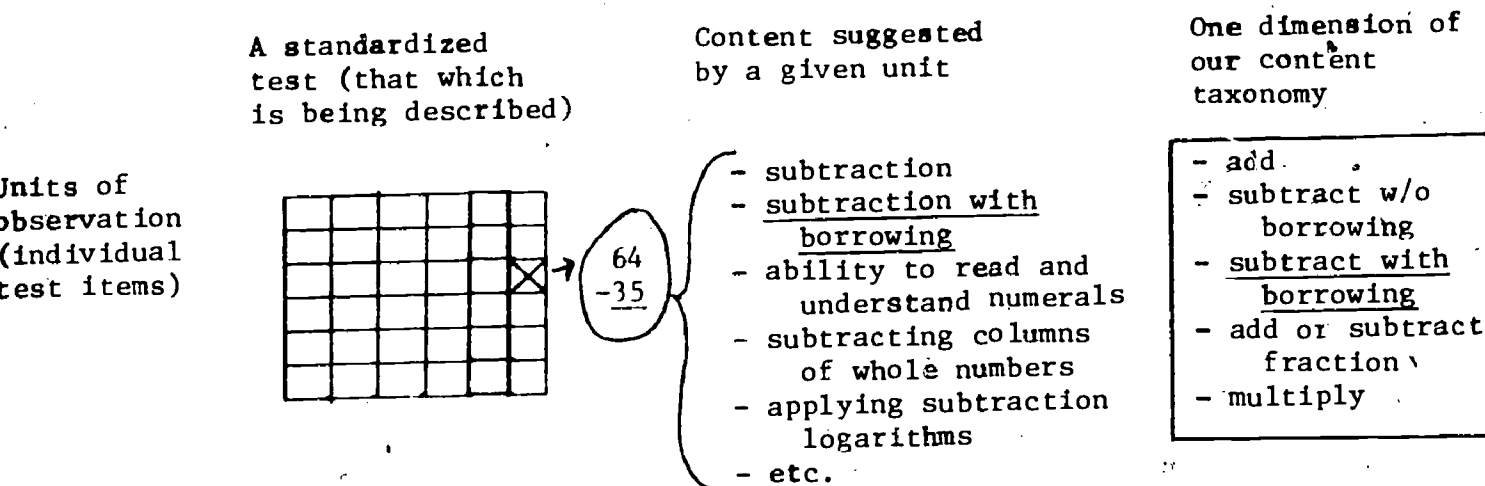 A standardized
test (that which
is being described)
Content suggested
by a given unit
One dimension of
our content
taxonomy
Units of
observation
(individual
test items)
64
-35
- subtraction
- subtraction with
borrowing
- ability to read and
understand numerals
- subtracting columns
of whole numbers
- applying subtraction
logarithms
- etc.
- add
- subtract w/o
borrowing
- subtract with
borrowing
- add or subtract
fraction
- multiply